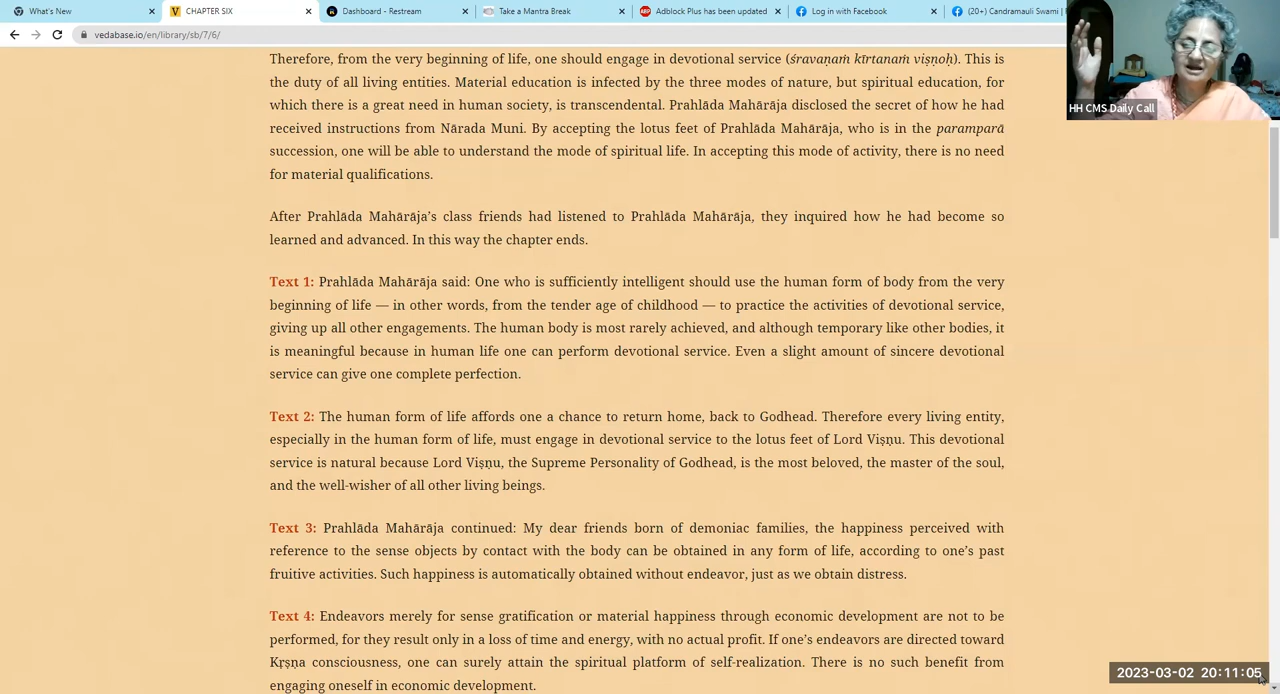 What's New
CHAPTER SIX
Dashboard - Restream
Take a Mantra Break
Adblock Plus has been updated
Log in with Facebook
(20+) Candramauli Swami |
vedabase.io/en/library/sb/7/6/
HH CMS Daily Call
Therefore, from the very beginning of life, one should engage in devotional service (śravaṇaṁ kīrtanaṁ viṣṇoḥ). This is
the duty of all living entities. Material education is infected by the three modes of nature, but spiritual education, for
which there is a great need in human society, is transcendental. Prahlāda Mahārāja disclosed the secret of how he had
received instructions from Nārada Muni. By accepting the lotus feet of Prahlāda Mahārāja, who is in the paramparā
succession, one will be able to understand the mode of spiritual life. In accepting this mode of activity, there is no need
for material qualifications.
After Prahlāda Mahārāja’s class friends had listened to Prahlāda Mahārāja, they inquired how he had become so
learned and advanced. In this way the chapter ends.
Text 1: Prahlāda Mahārāja said: One who is sufficiently intelligent should use the human form of body from the very
beginning of life — in other words, from the tender age of childhood — to practice the activities of devotional service,
giving up all other engagements. The human body is most rarely achieved, and although temporary like other bodies, it
is meaningful because in human life one can perform devotional service. Even a slight amount of sincere devotional
service can give one complete perfection.
Text 2: The human form of life affords one a chance to return home, back to Godhead. Therefore every living entity,
especially in the human form of life, must engage in devotional service to the lotus feet of Lord Viṣṇu. This devotional
service is natural because Lord Viṣṇu, the Supreme Personality of Godhead, is the most beloved, the master of the soul,
and the well-wisher of all other living beings.
Text 3: Prahlāda Mahārāja continued: My dear friends born of demoniac families, the happiness perceived with
reference to the sense objects by contact with the body can be obtained in any form of life, according to one’s past
fruitive activities. Such happiness is automatically obtained without endeavor, just as we obtain distress.
Text 4: Endeavors merely for sense gratification or material happiness through economic development are not to be
performed, for they result only in a loss of time and energy, with no actual profit. If one’s endeavors are directed toward
Kṛṣṇa consciousness, one can surely attain the spiritual platform of self-realization. There is no such benefit from
engaging oneself in economic development.
2023-03-02 20:11:05